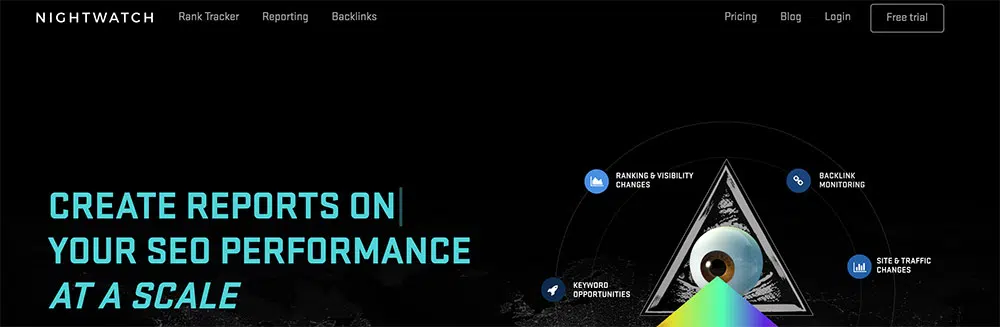 NIGHTWATCH Rank Tracker Reporting Backlinks Pricing Blog Login Free trial
CREATE REPORTS ON
YOUR SEO PERFORMANCE
AT A SCALE
RANKING & VISIBILITY
CHANGES
BACKLINK
MONITORING
SITE & TRAFFIC
CHANGES
KEYWORD
OPPORTUNITIES